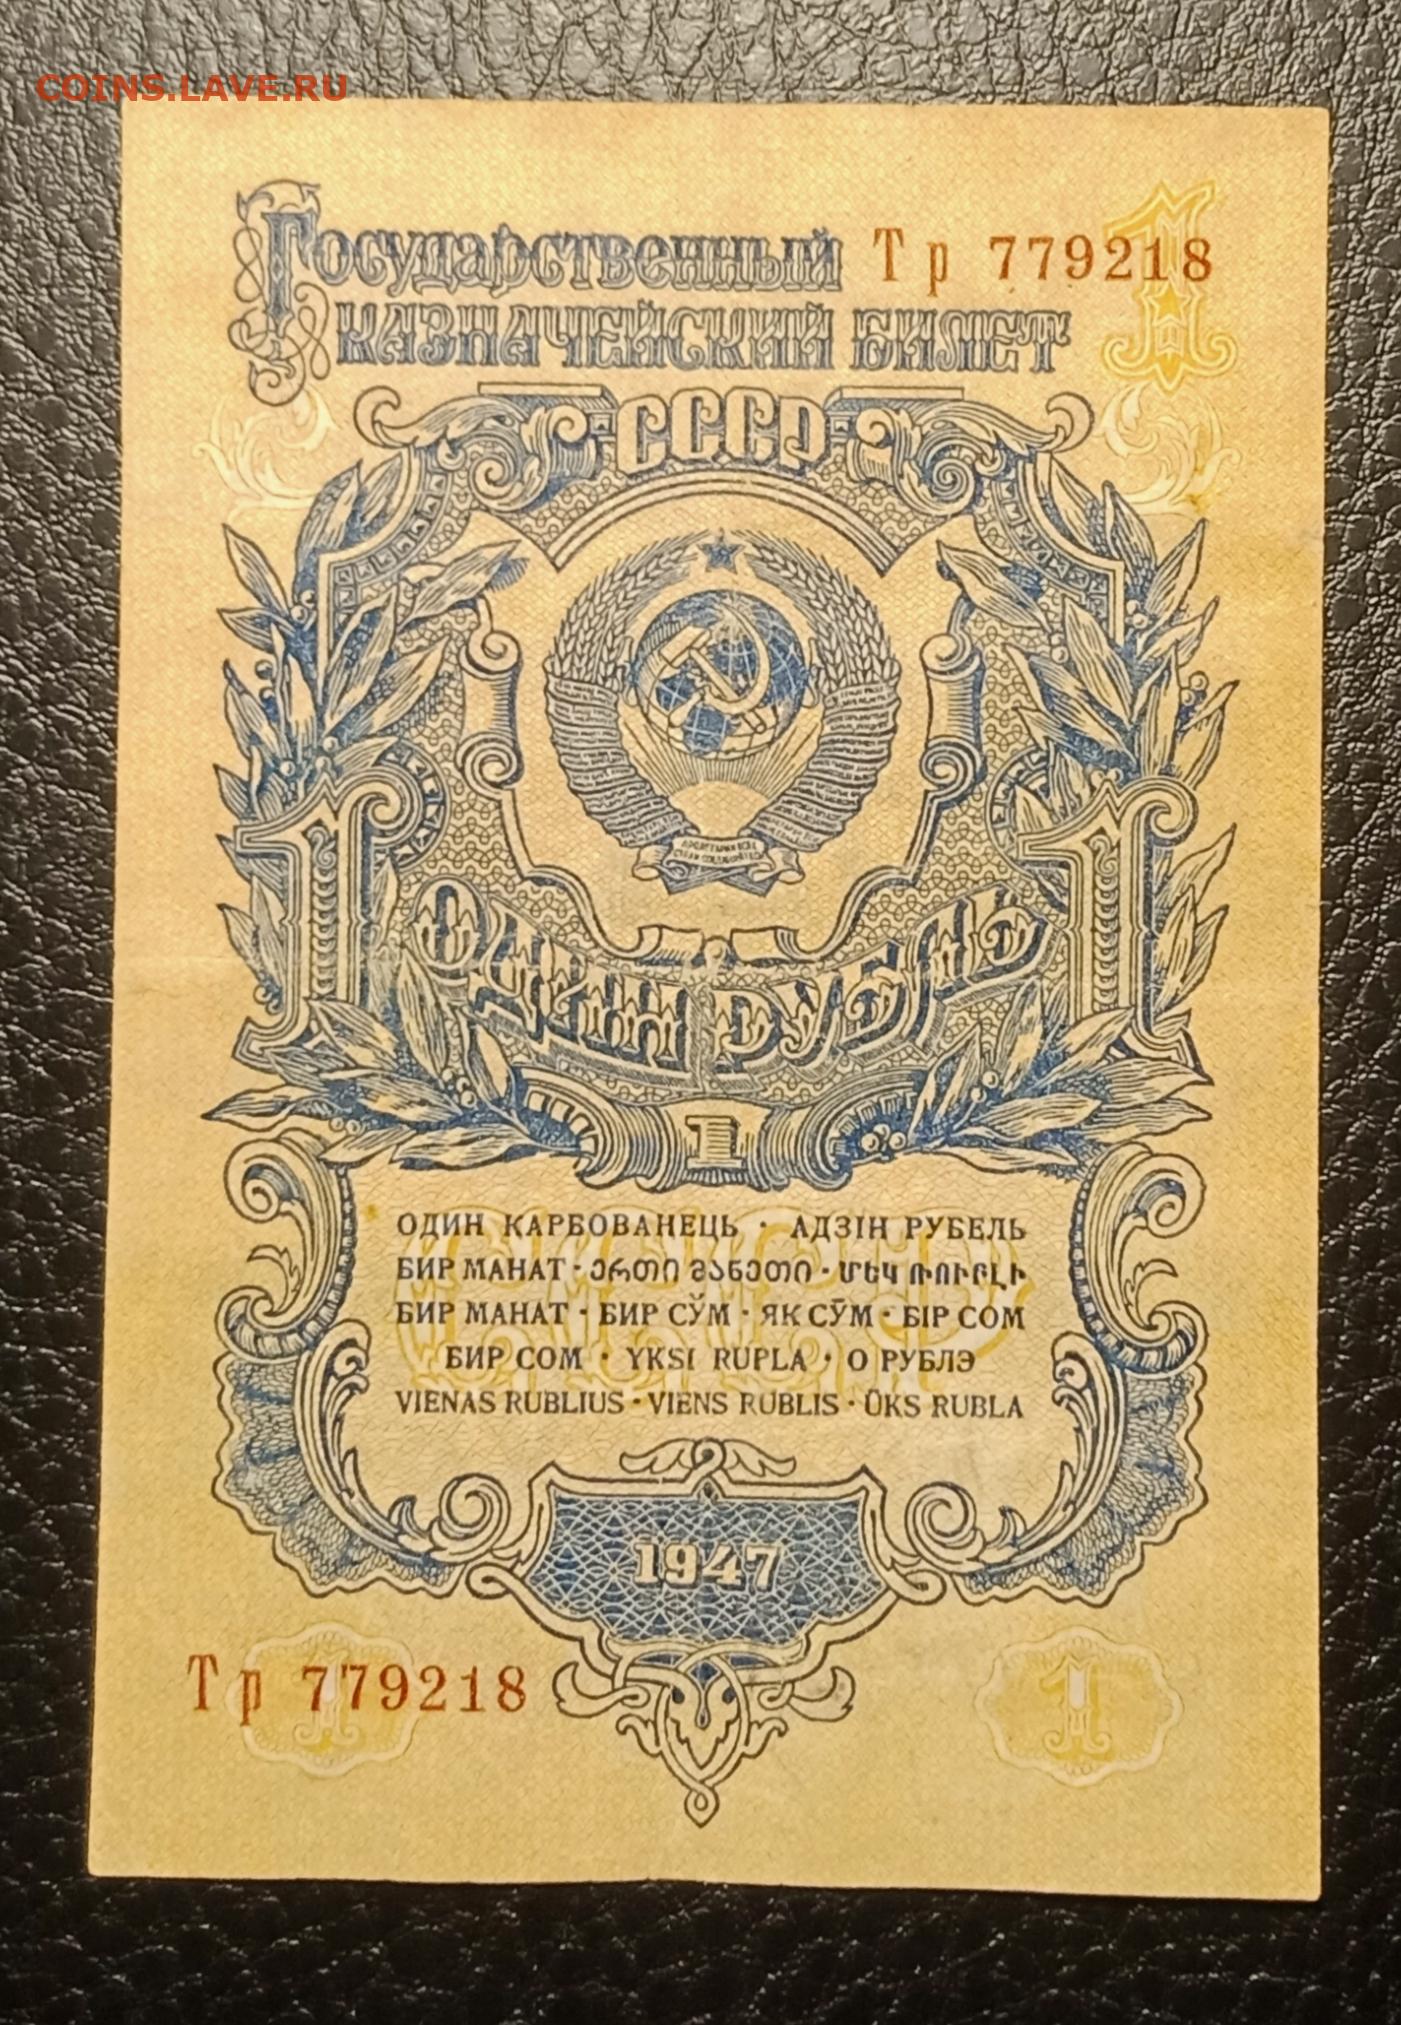 COINS.LAVE.RU
Государственный Тр 779218
казначейский билет 1
СССР
1 1
Один рубль
1
ОДИН КАРБОВАНЕЦЬ · АДЗІН РУБЕЛЬ
БИР МАНАТ · ერთი მანეთი · ՄԵԿ ՌՈՒԲԼԻ
БИР МАНАТ · БИР СЎМ · ЯК СӮМ · БІР СОМ
БИР СОМ · YKSI RUPLA · О РУБЛЭ
VIENAS RUBLIUS · VIENS RUBLIS · ÜKS RUBLA
СССР
1947
Тр 779218 1 1